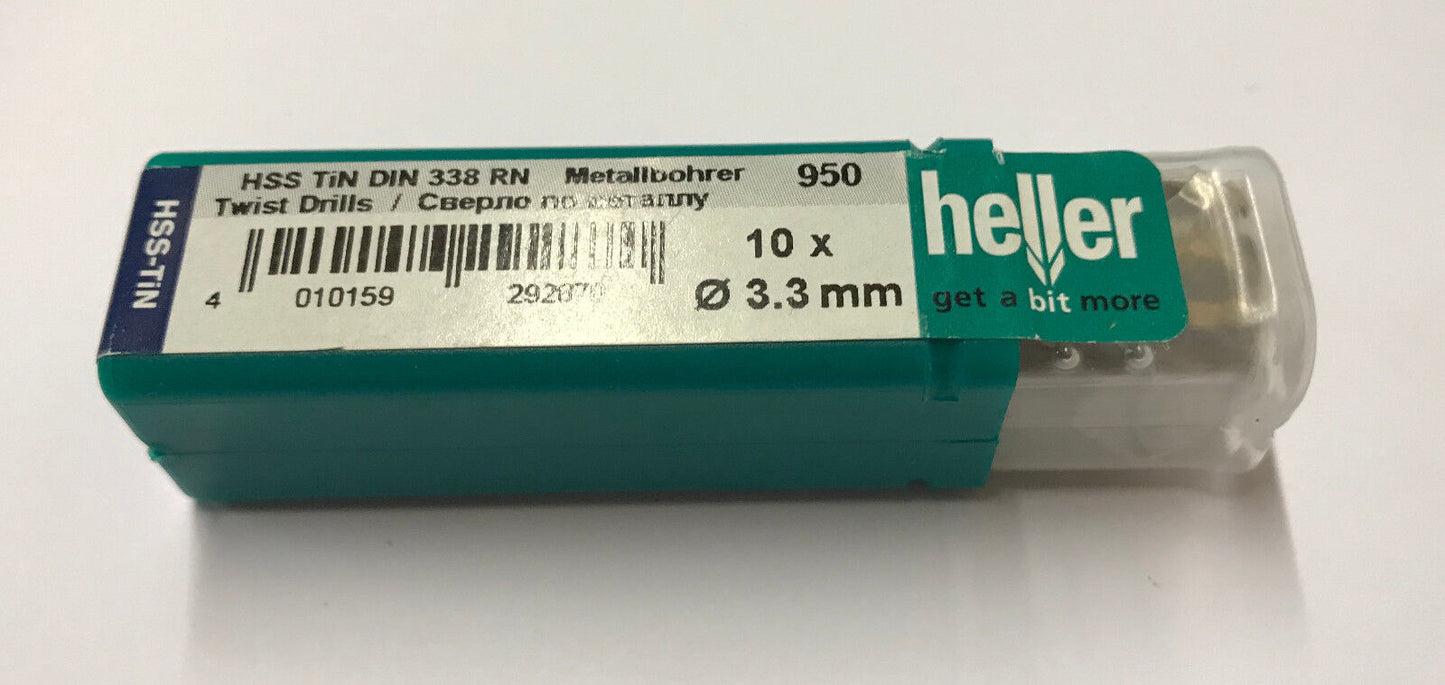 HSS-TiN
HSS TiN DIN 338 RN Metallbohrer 950
Twist Drills / Сверло по металлу
10 x
4 010159
Ø 3.3 mm
heller
get a bit more